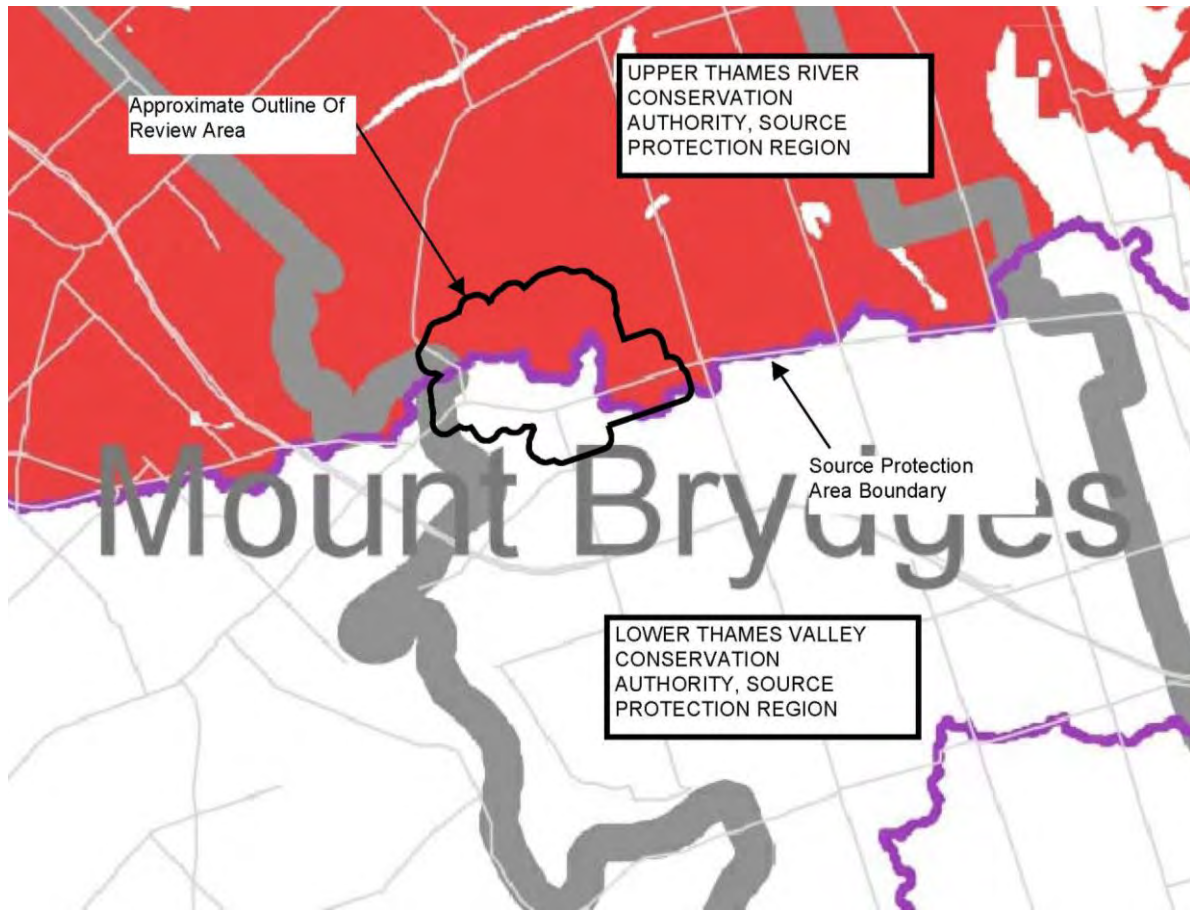 Approximate Outline Of
Review Area
UPPER THAMES RIVER
CONSERVATION
AUTHORITY, SOURCE
PROTECTION REGION
Mount Brydges
Source Protection
Area Boundary
LOWER THAMES VALLEY
CONSERVATION
AUTHORITY, SOURCE
PROTECTION REGION